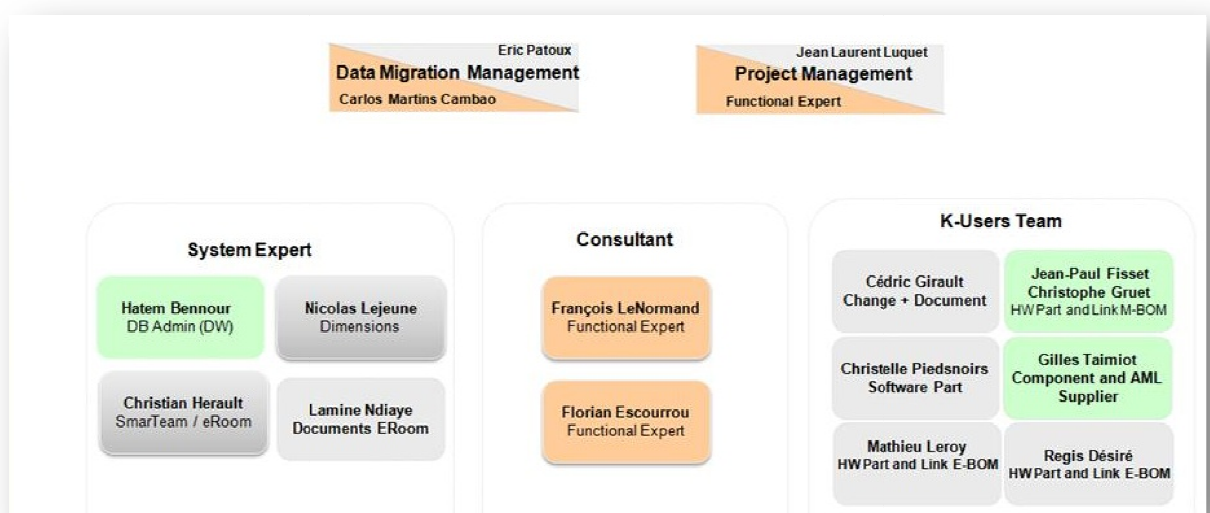 Eric Patoux
Data Migration Management
Carlos Martins Cambao
Jean Laurent Luquet
Project Management
Functional Expert
System Expert
Hatem Bennour
DB Admin (DW)
Nicolas Lejeune
Dimensions
Christian Herault
SmarTeam / eRoom
Lamine Ndiaye
Documents ERoom
Consultant
François LeNormand
Functional Expert
Florian Escourrou
Functional Expert
K-Users Team
Cédric Girault
Change + Document
Jean-Paul Fisset
Christophe Gruet
HW Part and Link M-BOM
Christelle Piedsnoirs
Software Part
Gilles Taimiot
Component and AML
Supplier
Mathieu Leroy
HW Part and Link E-BOM
Regis Désiré
HW Part and Link E-BOM